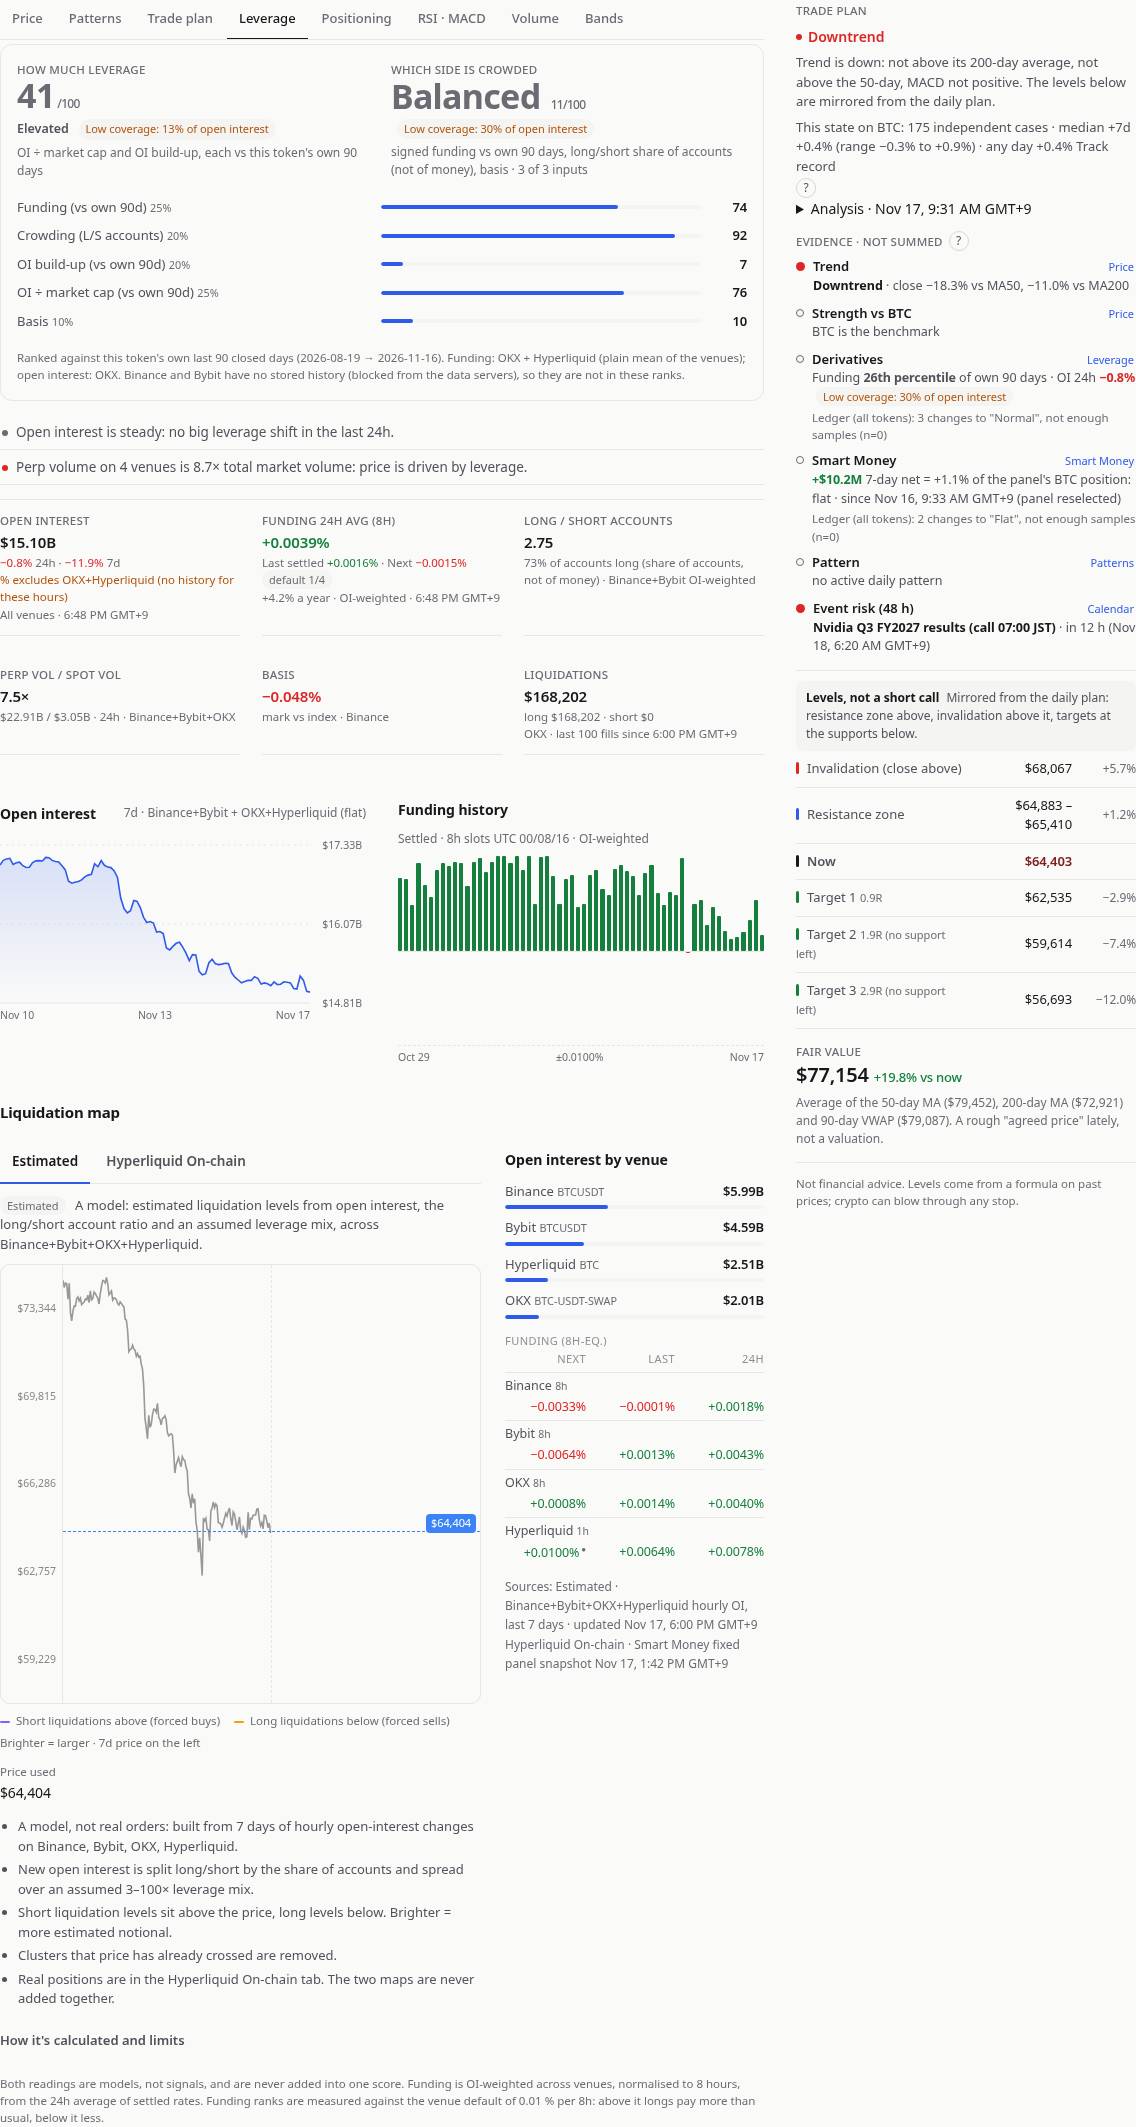 Price Patterns Trade plan Leverage Positioning RSI · MACD Volume Bands
HOW MUCH LEVERAGE
41 /100
Elevated Low coverage: 13% of open interest
OI ÷ market cap and OI build-up, each vs this token's own 90
days
WHICH SIDE IS CROWDED
Balanced 11/100
Low coverage: 30% of open interest
signed funding vs own 90 days, long/short share of accounts
(not of money), basis · 3 of 3 inputs
Funding (vs own 90d) 25% 74
Crowding (L/S accounts) 20% 92
OI build-up (vs own 90d) 20% 7
OI ÷ market cap (vs own 90d) 25% 76
Basis 10% 10
Ranked against this token's own last 90 closed days (2026-08-19 → 2026-11-16). Funding: OKX + Hyperliquid (plain mean of the venues);
open interest: OKX. Binance and Bybit have no stored history (blocked from the data servers), so they are not in these ranks.
Open interest is steady: no big leverage shift in the last 24h.
Perp volume on 4 venues is 8.7× total market volume: price is driven by leverage.
OPEN INTEREST
$15.10B
−0.8% 24h · −11.9% 7d
% excludes OKX+Hyperliquid (no history for
these hours)
All venues · 6:48 PM GMT+9
FUNDING 24H AVG (8H)
+0.0039%
Last settled +0.0016% · Next −0.0015%
default 1/4
+4.2% a year · OI-weighted · 6:48 PM GMT+9
LONG / SHORT ACCOUNTS
2.75
73% of accounts long (share of accounts,
not of money) · Binance+Bybit OI-weighted
PERP VOL / SPOT VOL
7.5×
$22.91B / $3.05B · 24h · Binance+Bybit+OKX
BASIS
−0.048%
mark vs index · Binance
LIQUIDATIONS
$168,202
long $168,202 · short $0
OKX · last 100 fills since 6:00 PM GMT+9
Open interest 7d · Binance+Bybit + OKX+Hyperliquid (flat)
$17.33B
$16.07B
$14.81B
Nov 10 Nov 13 Nov 17
Funding history
Settled · 8h slots UTC 00/08/16 · OI-weighted
Oct 29 ±0.0100% Nov 17
Liquidation map
Estimated Hyperliquid On-chain
Estimated A model: estimated liquidation levels from open interest, the
long/short account ratio and an assumed leverage mix, across
Binance+Bybit+OKX+Hyperliquid.
$73,344
$69,815
$66,286
$64,404
$62,757
$59,229
Short liquidations above (forced buys) Long liquidations below (forced sells)
Brighter = larger · 7d price on the left
Price used
$64,404
A model, not real orders: built from 7 days of hourly open-interest changes
on Binance, Bybit, OKX, Hyperliquid.
New open interest is split long/short by the share of accounts and spread
over an assumed 3–100× leverage mix.
Short liquidation levels sit above the price, long levels below. Brighter =
more estimated notional.
Clusters that price has already crossed are removed.
Real positions are in the Hyperliquid On-chain tab. The two maps are never
added together.
How it's calculated and limits
Open interest by venue
Binance BTCUSDT $5.99B
Bybit BTCUSDT $4.59B
Hyperliquid BTC $2.51B
OKX BTC-USDT-SWAP $2.01B
FUNDING (8H-EQ.)
NEXT LAST 24H
Binance 8h
−0.0033% −0.0001% +0.0018%
Bybit 8h
−0.0064% +0.0013% +0.0043%
OKX 8h
+0.0008% +0.0014% +0.0040%
Hyperliquid 1h
+0.0100% • +0.0064% +0.0078%
Sources: Estimated ·
Binance+Bybit+OKX+Hyperliquid hourly OI,
last 7 days · updated Nov 17, 6:00 PM GMT+9
Hyperliquid On-chain · Smart Money fixed
panel snapshot Nov 17, 1:42 PM GMT+9
Both readings are models, not signals, and are never added into one score. Funding is OI-weighted across venues, normalised to 8 hours,
from the 24h average of settled rates. Funding ranks are measured against the venue default of 0.01 % per 8h: above it longs pay more than
usual, below it less.
TRADE PLAN
Downtrend
Trend is down: not above its 200-day average, not
above the 50-day, MACD not positive. The levels below
are mirrored from the daily plan.
This state on BTC: 175 independent cases · median +7d
+0.4% (range −0.3% to +0.9%) · any day +0.4% Track
record
?
Analysis · Nov 17, 9:31 AM GMT+9
EVIDENCE · NOT SUMMED ?
Trend Price
Downtrend · close −18.3% vs MA50, −11.0% vs MA200
Strength vs BTC Price
BTC is the benchmark
Derivatives Leverage
Funding 26th percentile of own 90 days · OI 24h −0.8%
Low coverage: 30% of open interest
Ledger (all tokens): 3 changes to "Normal", not enough
samples (n=0)
Smart Money Smart Money
+$10.2M 7-day net = +1.1% of the panel's BTC position:
flat · since Nov 16, 9:33 AM GMT+9 (panel reselected)
Ledger (all tokens): 2 changes to "Flat", not enough samples
(n=0)
Pattern Patterns
no active daily pattern
Event risk (48 h) Calendar
Nvidia Q3 FY2027 results (call 07:00 JST) · in 12 h (Nov
18, 6:20 AM GMT+9)
Levels, not a short call Mirrored from the daily plan:
resistance zone above, invalidation above it, targets at
the supports below.
Invalidation (close above) $68,067 +5.7%
Resistance zone $64,883 –
$65,410 +1.2%
Now $64,403
Target 1 0.9R $62,535 −2.9%
Target 2 1.9R (no support
left) $59,614 −7.4%
Target 3 2.9R (no support
left) $56,693 −12.0%
FAIR VALUE
$77,154 +19.8% vs now
Average of the 50-day MA ($79,452), 200-day MA ($72,921)
and 90-day VWAP ($79,087). A rough "agreed price" lately,
not a valuation.
Not financial advice. Levels come from a formula on past
prices; crypto can blow through any stop.